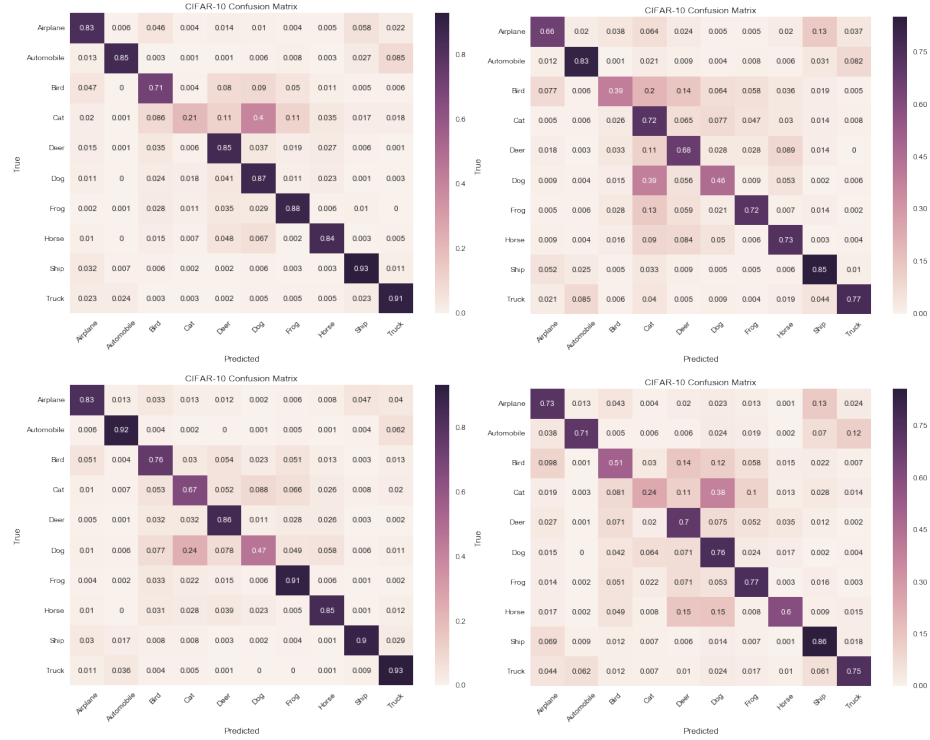 CIFAR-10 Confusion Matrix
Airplane 0.83 0.006 0.046 0.004 0.014 0.01 0.004 0.004 0.058 0.022
Automobile 0.013 0.85 0.003 0.001 0.002 0.009 0.008 0.003 0.027 0.085
Bird 0.047 0 0.71 0.004 0.08 0.09 0.05 0.011 0.005 0.006
Cat 0.02 0.001 0.086 0.21 0.11 0.4 0.11 0.035 0.017 0.018
Deer 0.015 0.001 0.035 0.006 0.85 0.037 0.019 0.027 0.006 0.001
Dog 0.011 0 0.024 0.018 0.041 0.87 0.011 0.023 0.001 0.003
Frog 0.002 0.001 0.028 0.011 0.035 0.029 0.88 0.006 0.01 0
Horse 0.01 0 0.015 0.007 0.048 0.067 0.002 0.84 0.003 0.005
Ship 0.032 0.007 0.006 0.002 0.002 0.006 0.003 0.003 0.93 0.011
Truck 0.023 0.024 0.003 0.003 0.002 0.005 0.005 0.005 0.023 0.91
Airplane Automobile Bird Cat Deer Dog Frog Horse Ship Truck
Predicted
True
0.8
0.6
0.4
0.2
0.0
CIFAR-10 Confusion Matrix
Airplane 0.66 0.02 0.038 0.064 0.024 0.005 0.005 0.02 0.13 0.037
Automobile 0.012 0.83 0.003 0.021 0.009 0.004 0.008 0.006 0.031 0.082
Bird 0.077 0.006 0.39 0.2 0.14 0.064 0.058 0.036 0.019 0.005
Cat 0.005 0.006 0.026 0.72 0.065 0.077 0.047 0.03 0.014 0.008
Deer 0.018 0.003 0.033 0.11 0.68 0.028 0.028 0.089 0.014 0
Dog 0.009 0.004 0.015 0.39 0.056 0.46 0.009 0.053 0.002 0.006
Frog 0.005 0.006 0.028 0.13 0.059 0.021 0.72 0.007 0.014 0.002
Horse 0.009 0.004 0.016 0.09 0.084 0.05 0.006 0.73 0.003 0.004
Ship 0.052 0.025 0.005 0.033 0.009 0.005 0.005 0.006 0.85 0.01
Truck 0.021 0.085 0.006 0.04 0.005 0.009 0.004 0.019 0.044 0.77
Airplane Automobile Bird Cat Deer Dog Frog Horse Ship Truck
Predicted
True
0.75
0.60
0.45
0.30
0.15
0.00
CIFAR-10 Confusion Matrix
Airplane 0.83 0.013 0.033 0.013 0.012 0.002 0.006 0.008 0.047 0.04
Automobile 0.006 0.92 0.004 0.002 0 0.001 0.005 0.001 0.004 0.062
Bird 0.051 0.004 0.76 0.03 0.054 0.023 0.051 0.013 0.003 0.013
Cat 0.01 0.007 0.053 0.67 0.052 0.088 0.066 0.026 0.008 0.02
Deer 0.005 0.001 0.032 0.032 0.86 0.011 0.028 0.026 0.003 0.002
Dog 0.01 0.006 0.077 0.24 0.078 0.47 0.049 0.058 0.006 0.011
Frog 0.004 0.002 0.033 0.022 0.015 0.006 0.91 0.006 0.001 0.002
Horse 0.01 0 0.031 0.028 0.039 0.023 0.005 0.85 0.001 0.012
Ship 0.03 0.017 0.008 0.008 0.003 0.002 0.004 0.001 0.9 0.029
Truck 0.011 0.036 0.004 0.005 0.001 0 0 0.001 0.009 0.93
Airplane Automobile Bird Cat Deer Dog Frog Horse Ship Truck
Predicted
True
0.8
0.6
0.4
0.2
0.0
CIFAR-10 Confusion Matrix
Airplane 0.73 0.013 0.043 0.004 0.02 0.023 0.013 0.001 0.13 0.024
Automobile 0.038 0.71 0.005 0.006 0.006 0.024 0.019 0.002 0.07 0.12
Bird 0.098 0.001 0.51 0.03 0.14 0.12 0.058 0.015 0.022 0.007
Cat 0.019 0.003 0.081 0.24 0.11 0.38 0.1 0.013 0.028 0.014
Deer 0.027 0.001 0.071 0.02 0.7 0.075 0.052 0.035 0.012 0.002
Dog 0.015 0 0.042 0.064 0.071 0.76 0.024 0.017 0.002 0.004
Frog 0.014 0.002 0.051 0.022 0.071 0.053 0.77 0.003 0.016 0.003
Horse 0.017 0.002 0.049 0.008 0.15 0.15 0.008 0.6 0.009 0.015
Ship 0.069 0.009 0.012 0.007 0.006 0.014 0.007 0.001 0.86 0.018
Truck 0.044 0.062 0.012 0.007 0.01 0.024 0.017 0.01 0.061 0.75
Airplane Automobile Bird Cat Deer Dog Frog Horse Ship Truck
Predicted
True
0.75
0.60
0.45
0.30
0.15
0.00